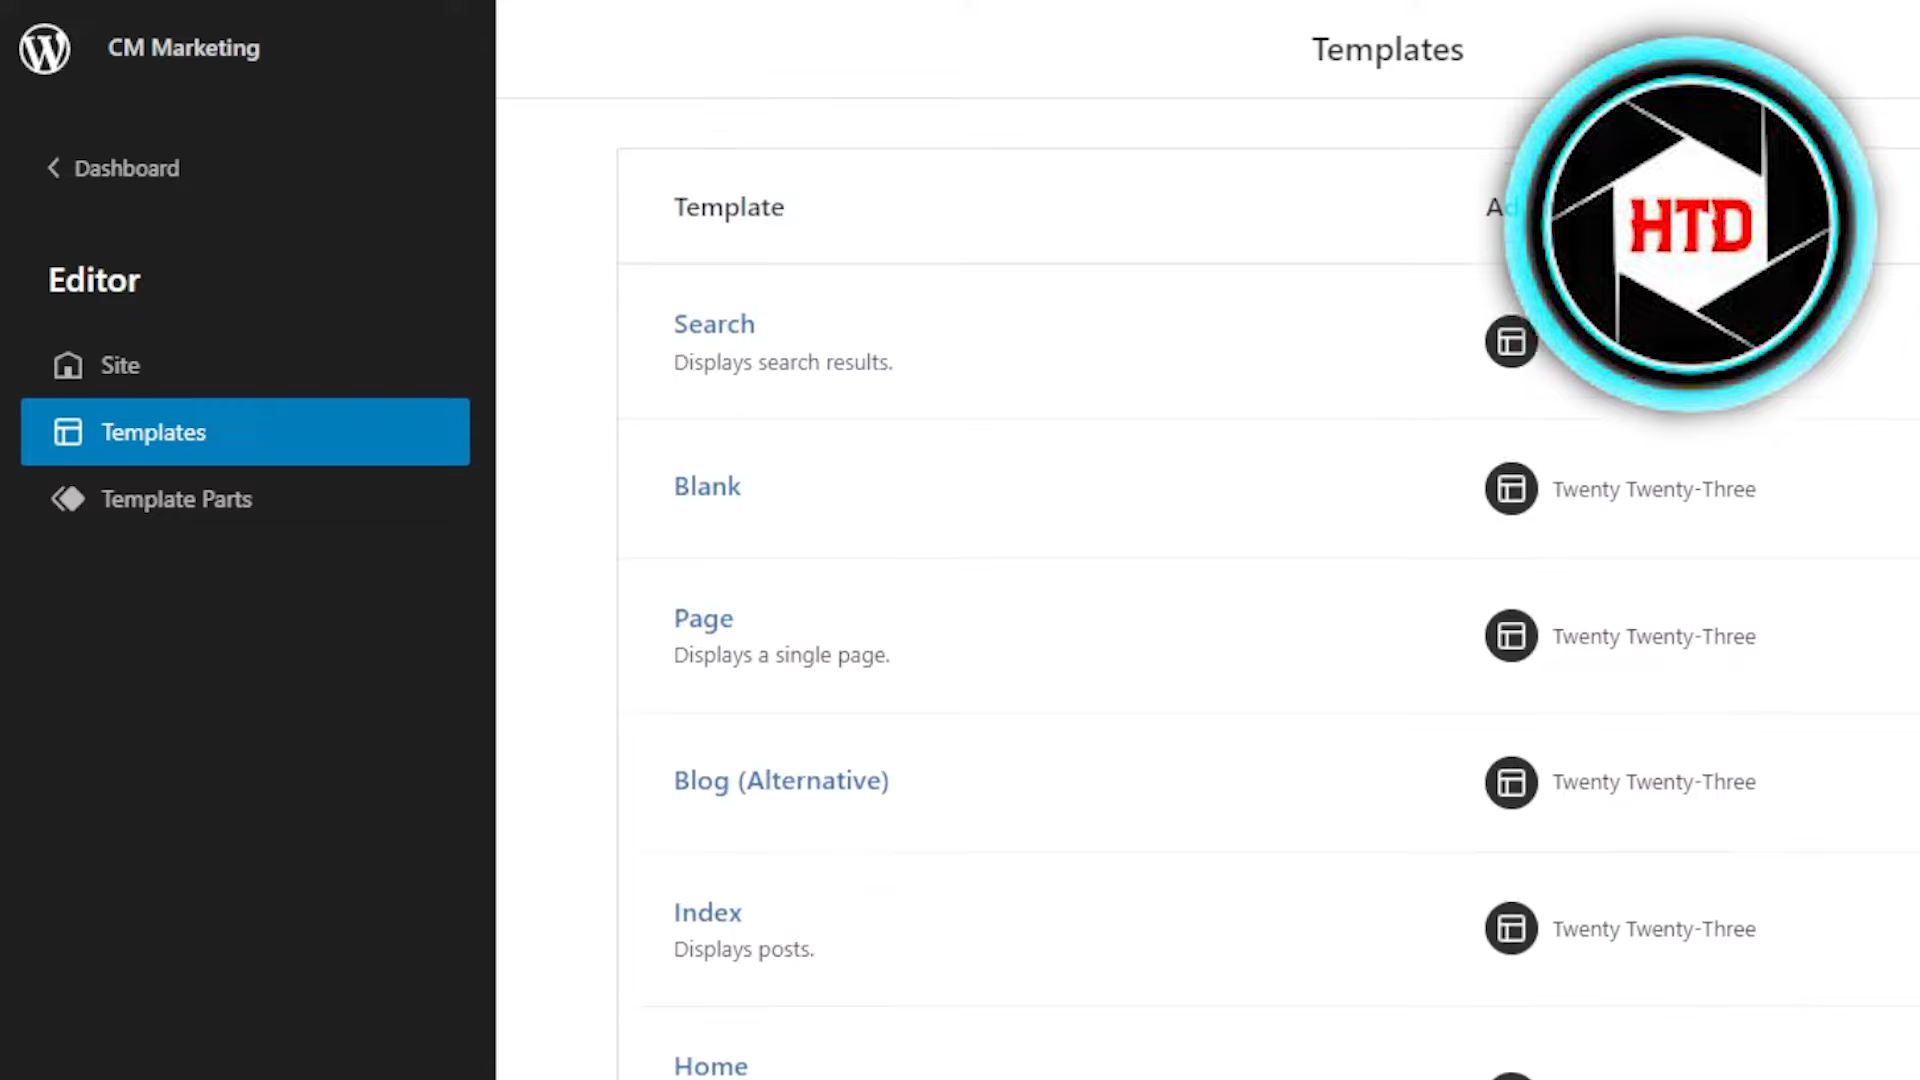 CM Marketing
Templates
Dashboard
Template
HTD
Editor
Search
Displays search results.
Site
Templates
Blank
Twenty Twenty-Three
Template Parts
Page
Displays a single page.
Twenty Twenty-Three
Blog (Alternative)
Twenty Twenty-Three
Index
Displays posts.
Twenty Twenty-Three
Home